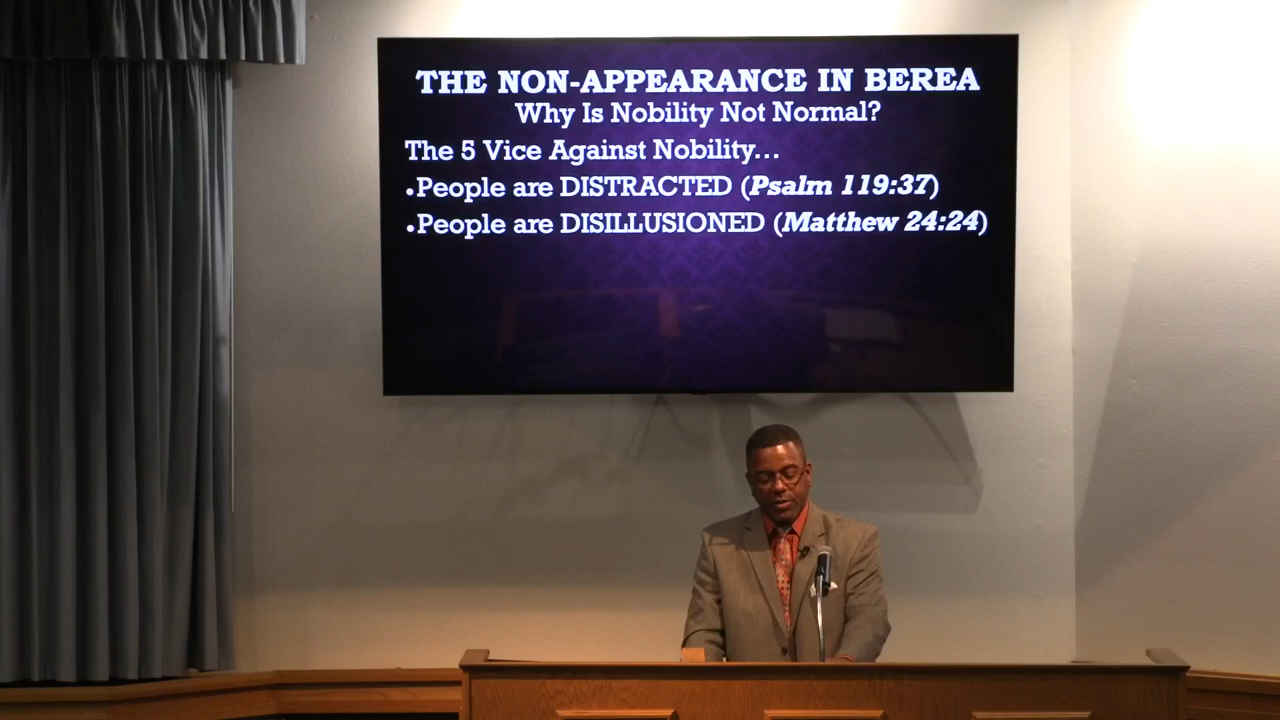 THE NON-APPEARANCE IN BEREA
Why Is Nobility Not Normal?
The 5 Vice Against Nobility...
•People are DISTRACTED (Psalm 119:37)
•People are DISILLUSIONED (Matthew 24:24)